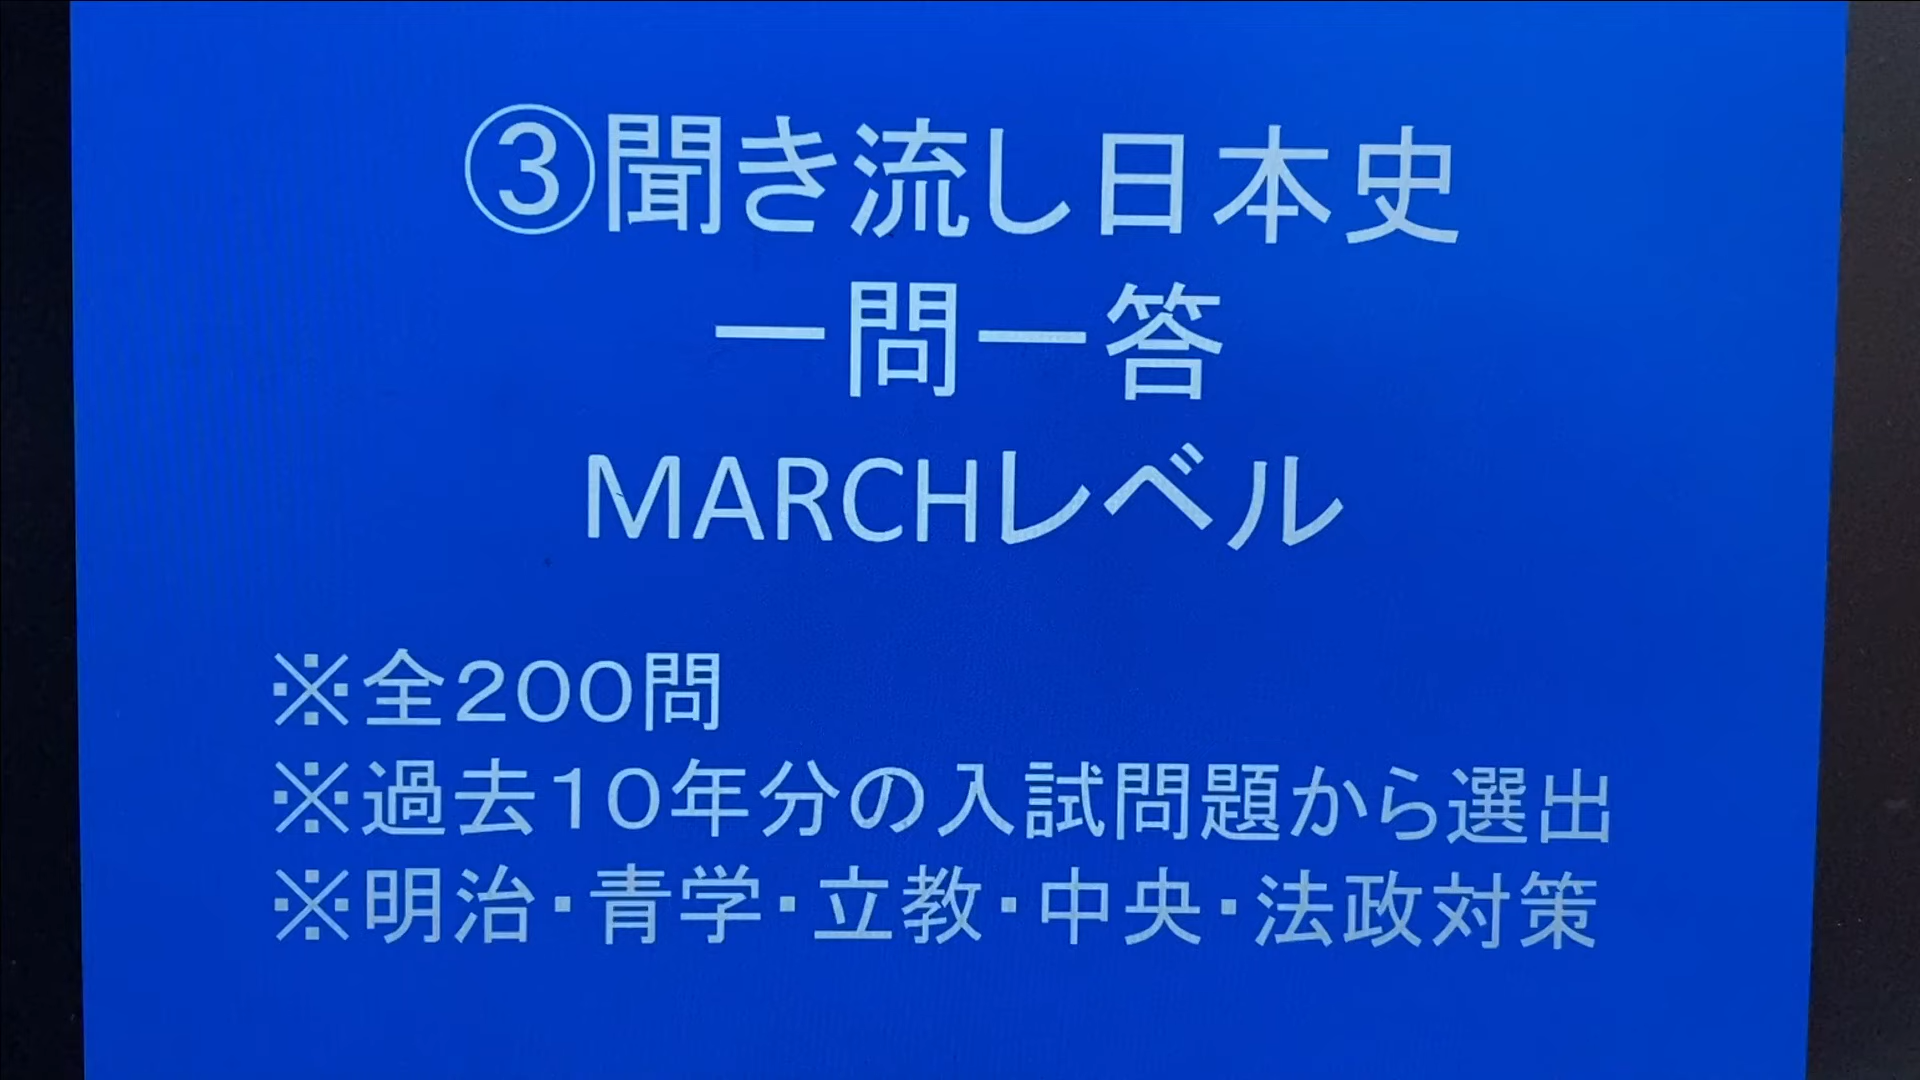 ③聞き流し日本史
一問一答
MARCHレベル
※全200問
※過去10年分の入試問題から選出
※明治・青学・立教・中央・法政対策